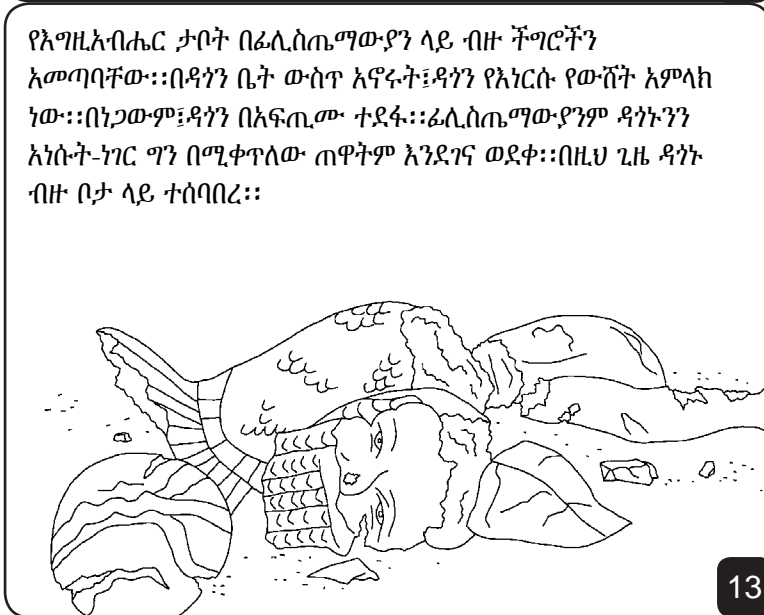 የእግዚአብሔር ታቦት በፊሊስጤማውያን ላይ ብዙ ችግሮችን
አመጣባቸው፡፡በዳጎን ቤት ውስጥ አኖሩት፤ዳጎን የእነርሱ የውሸት አምላክ
ነው፡፡በነጋውም፤ዳጎን በአፍጢሙ ተደፋ፡፡ፊሊስጤማውያንም ዳጎኑንን
አነሱት-ነገር ግን በሚቀጥለው ጠዋትም እንደገና ወደቀ፡፡በዚህ ጊዜ ዳጎኑ
ብዙ ቦታ ላይ ተሰባበረ፡፡
13